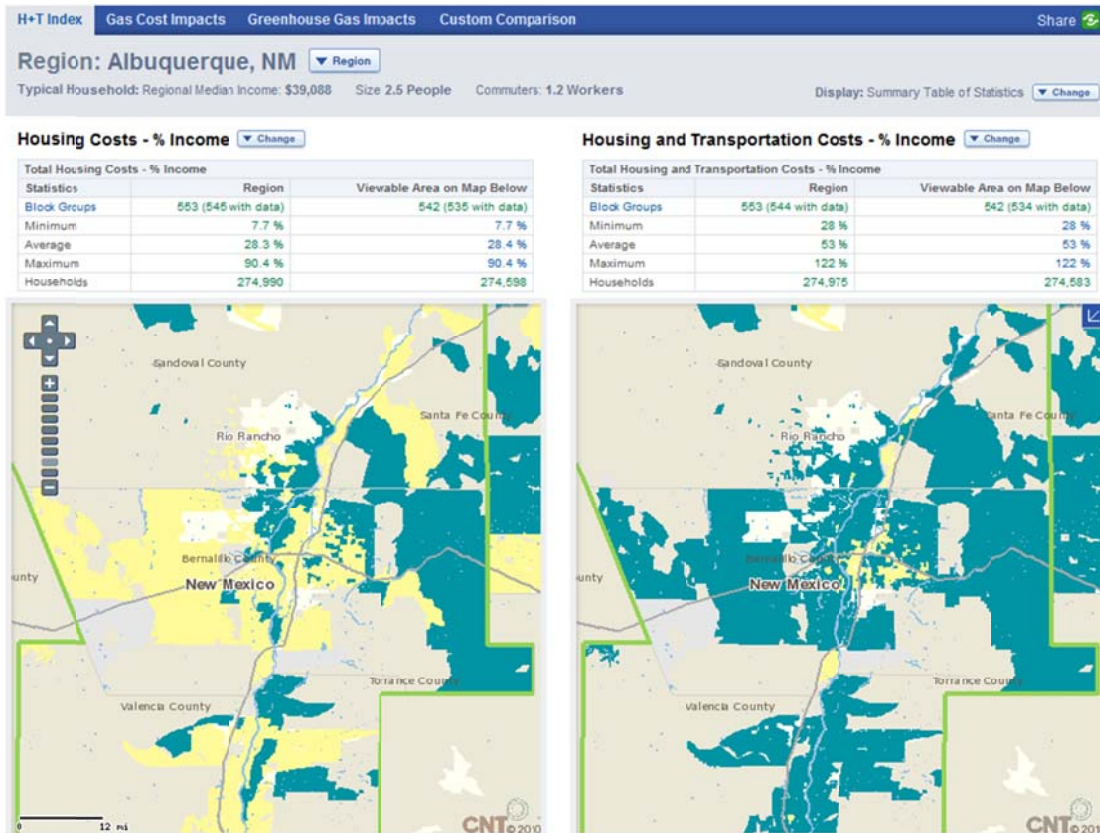 H+T Index Gas Cost Impacts Greenhouse Gas Impacts Custom Comparison Share
Region: Albuquerque, NM Region
Typical Household: Regional Median Income: $39,088 Size 2.5 People Commuters: 1.2 Workers Display: Summary Table of Statistics Change
Housing Costs - % Income Change
Total Housing Costs - % Income
Statistics Region Viewable Area on Map Below
Block Groups 553 (545 with data) 542 (535 with data)
Minimum 7.7 % 7.7 %
Average 28.3 % 28.4 %
Maximum 90.4 % 90.4 %
Households 274,990 274,598
Sandoval County
Santa Fe County
Rio Rancho
Bernalillo County
unty
New Mexico
Torrance County
Valencia County
0 12 mi
CNT © 2010
Housing and Transportation Costs - % Income Change
Total Housing and Transportation Costs - % Income
Statistics Region Viewable Area on Map Below
Block Groups 553 (544 with data) 542 (534 with data)
Minimum 28 % 28 %
Average 53 % 53 %
Maximum 122 % 122 %
Households 274,975 274,583
Sandoval County
anta Fe County
Rio Rancho
Bernalillo County
unty
New Mexico
Torrance County
Valencia County
CNT © 201